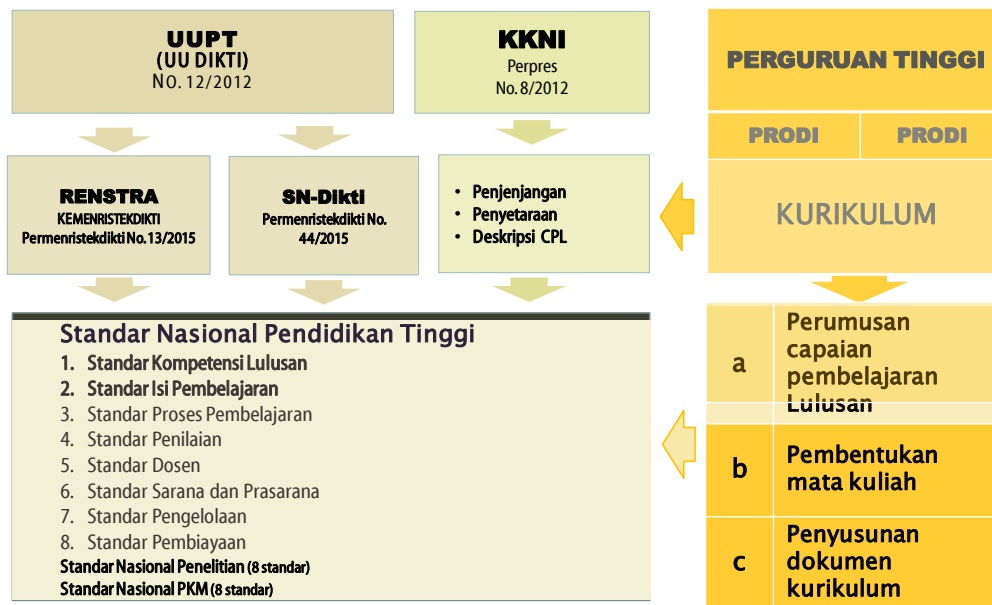 UUPT
(UU DIKTI)
NO. 12/2012
KKNI
Perpres
No. 8/2012
PERGURUAN TINGGI
PRODI
PRODI
RENSTRA
KEMENRISTEKDIKTI
Permenristekdikti No. 13/2015
SN-Dikti
Permenristekdikti No.
44/2015
• Penjenjangan
• Penyetaraan
• Deskripsi CPL
KURIKULUM
Standar Nasional Pendidikan Tinggi
1. Standar Kompetensi Lulusan
2. Standar Isi Pembelajaran
3. Standar Proses Pembelajaran
4. Standar Penilaian
5. Standar Dosen
6. Standar Sarana dan Prasarana
7. Standar Pengelolaan
8. Standar Pembiayaan
Standar Nasional Penelitian (8 standar)
Standar Nasional PKM (8 standar)
a
Perumusan
capaian
pembelajaran
Lulusan
b
Pembentukan
mata kuliah
c
Penyusunan
dokumen
kurikulum